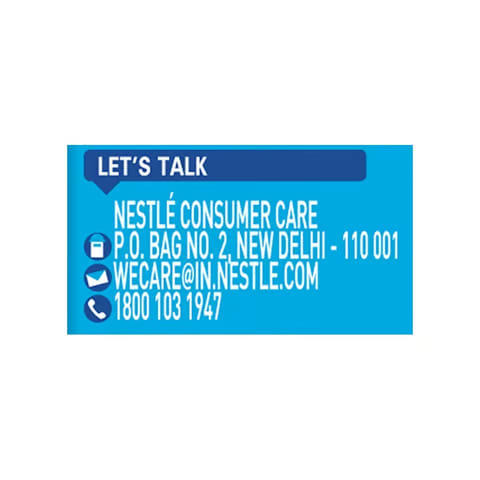 LET'S TALK
NESTLÉ CONSUMER CARE
P.O. BAG NO. 2, NEW DELHI - 110 001
WECARE@IN.NESTLE.COM
1800 103 1947